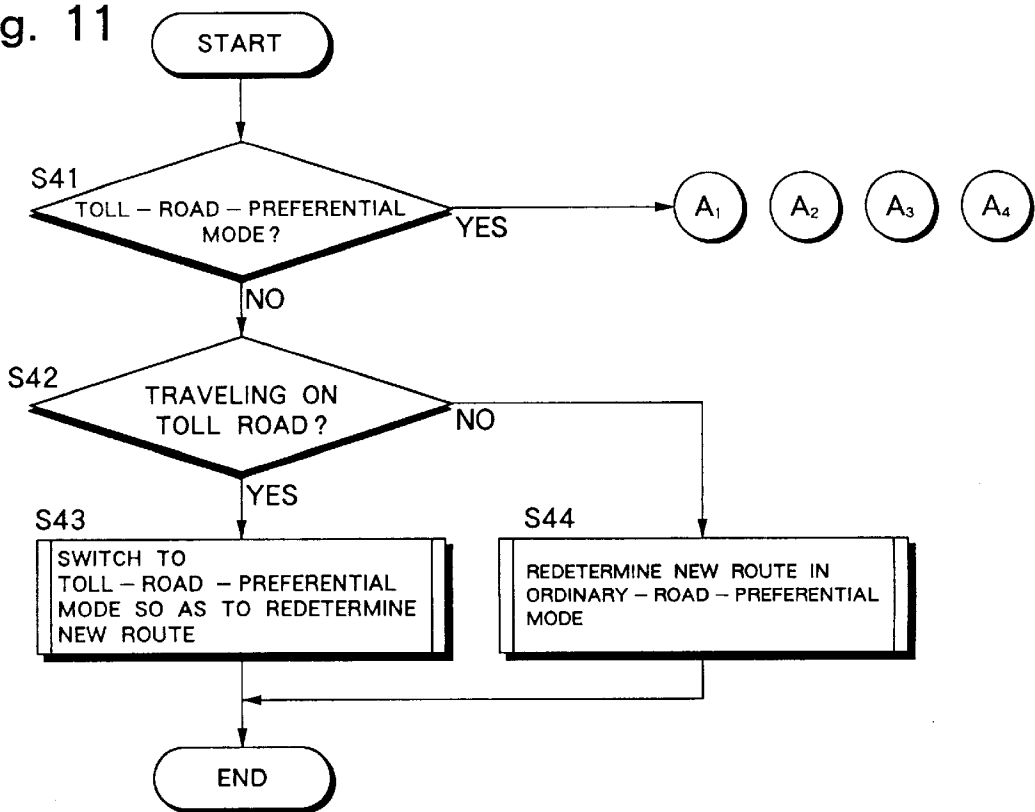 g. 11
START
S41
TOLL – ROAD – PREFERENTIAL
MODE?
YES
A₁
A₂
A₃
A₄
NO
S42
TRAVELING ON
TOLL ROAD?
NO
YES
S43
SWITCH TO
TOLL – ROAD – PREFERENTIAL
MODE SO AS TO REDETERMINE
NEW ROUTE
S44
REDETERMINE NEW ROUTE IN
ORDINARY – ROAD – PREFERENTIAL
MODE
END